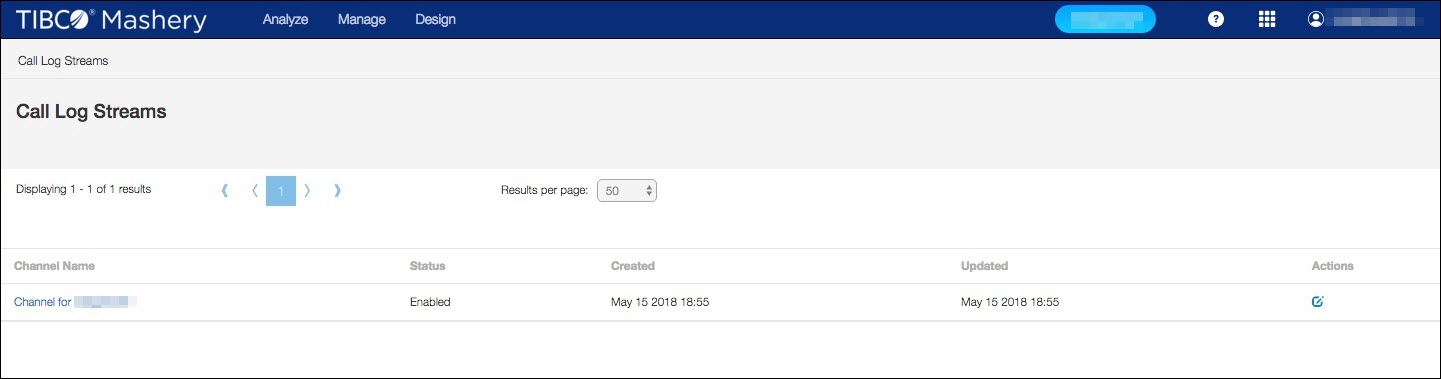 TIBCO® Mashery Analyze Manage Design ?
Call Log Streams
Call Log Streams
Displaying 1 - 1 of 1 results 《 〈 1 〉 》 Results per page: 50
Channel Name Status Created Updated Actions
Channel for Enabled May 15 2018 18:55 May 15 2018 18:55